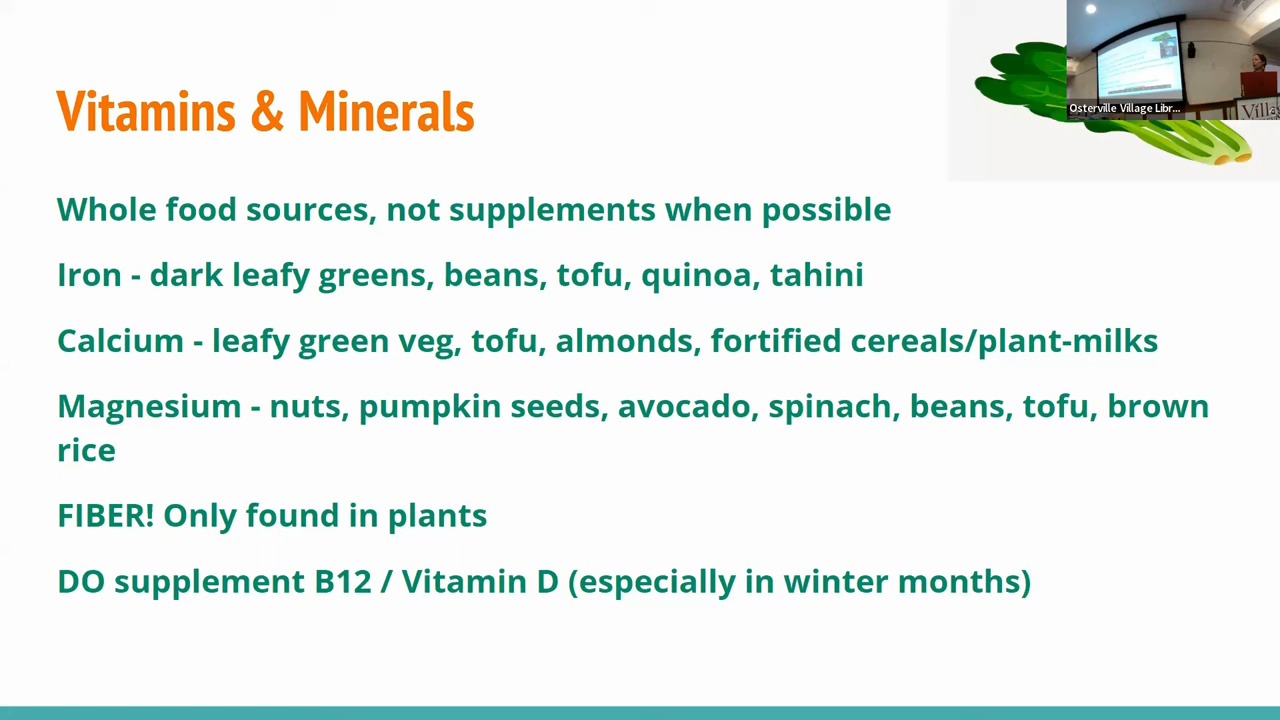 Vitamins & Minerals
Osterville Village Libr...
Villa
Whole food sources, not supplements when possible
Iron - dark leafy greens, beans, tofu, quinoa, tahini
Calcium - leafy green veg, tofu, almonds, fortified cereals/plant-milks
Magnesium - nuts, pumpkin seeds, avocado, spinach, beans, tofu, brown
rice
FIBER! Only found in plants
DO supplement B12 / Vitamin D (especially in winter months)